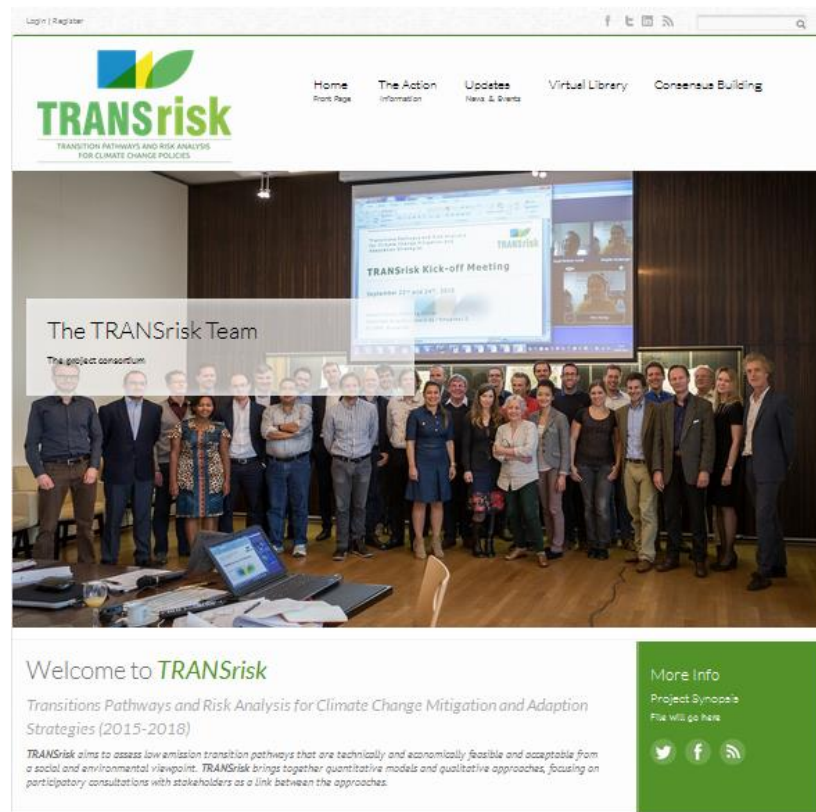 Login | Register
Home
The Action
Updates
Virtual Library
Consensus Building
Front Page
Information
News & Events
TRANSrisk
TRANSITION PATHWAYS AND RISK ANALYSIS
FOR CLIMATE CHANGE POLICIES
TRANSrisk
TRANSrisk Kick-off Meeting
The TRANSrisk Team
The project consortium
Welcome to TRANSrisk
Transitions Pathways and Risk Analysis for Climate Change Mitigation and Adaption
Strategies (2015-2018)
TRANSrisk aims to assess low emission transition pathways that are technically and economically feasible and acceptable from
a social and environmental viewpoint. TRANSrisk brings together quantitative models and qualitative approaches, focusing on
participatory consultations with stakeholders as a link between the approaches.
More Info
Project Synopsis
File will go here